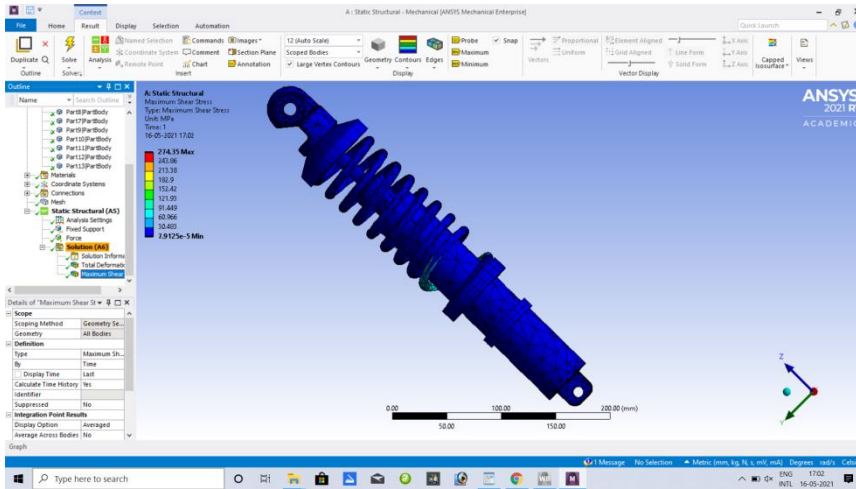 A : Static Structural - Mechanical [ANSYS Mechanical Enterprise]
Context
File Home Result Display Selection Automation
Quick Launch
Duplicate Q
Outline
Solve
Solver
Analysis
Named Selection
Coordinate System
Remote Point
Commands
Comment
Chart
Images
Section Plane
Annotation
Insert
12 (Auto Scale)
Scoped Bodies
Large Vertex Contours
Geometry Contours Edges
Display
Probe
Maximum
Minimum
Snap
Vectors
Proportional
Uniform
Element Aligned
Grid Aligned
Line Form
Solid Form
X Axis
Y Axis
Z Axis
Vector Display
Capped
Isosurface
Views
Outline
Name Search Outline
Part8|PartBody
Part7|PartBody
Part9|PartBody
Part10|PartBody
Part11|PartBody
Part12|PartBody
Part13|PartBody
Materials
Coordinate Systems
Connections
Mesh
Static Structural (A5)
Analysis Settings
Fixed Support
Force
Solution (A6)
Solution Informa
Total Deformatic
Maximum Shear
Details of "Maximum Shear St
Scope
Scoping Method Geometry Se...
Geometry All Bodies
Definition
Type Maximum Sh...
By Time
Display Time Last
Calculate Time History Yes
Identifier
Suppressed No
Integration Point Results
Display Option Averaged
Average Across Bodies No
Graph
A: Static Structural
Maximum Shear Stress
Type: Maximum Shear Stress
Unit: MPa
Time: 1
16-05-2021 17:02
274.35 Max
243.86
213.38
182.9
152.42
121.93
91.449
60.966
30.483
7.9125e-5 Min
ANSYS
2021 R
ACADEMIC
0.00 100.00 200.00 (mm)
50.00 150.00
Z
Y
1 Message No Selection Metric (mm, kg, N, s, mV, mA) Degrees rad/s Celsi
Type here to search
ENG 17:02
INTL 16-05-2021